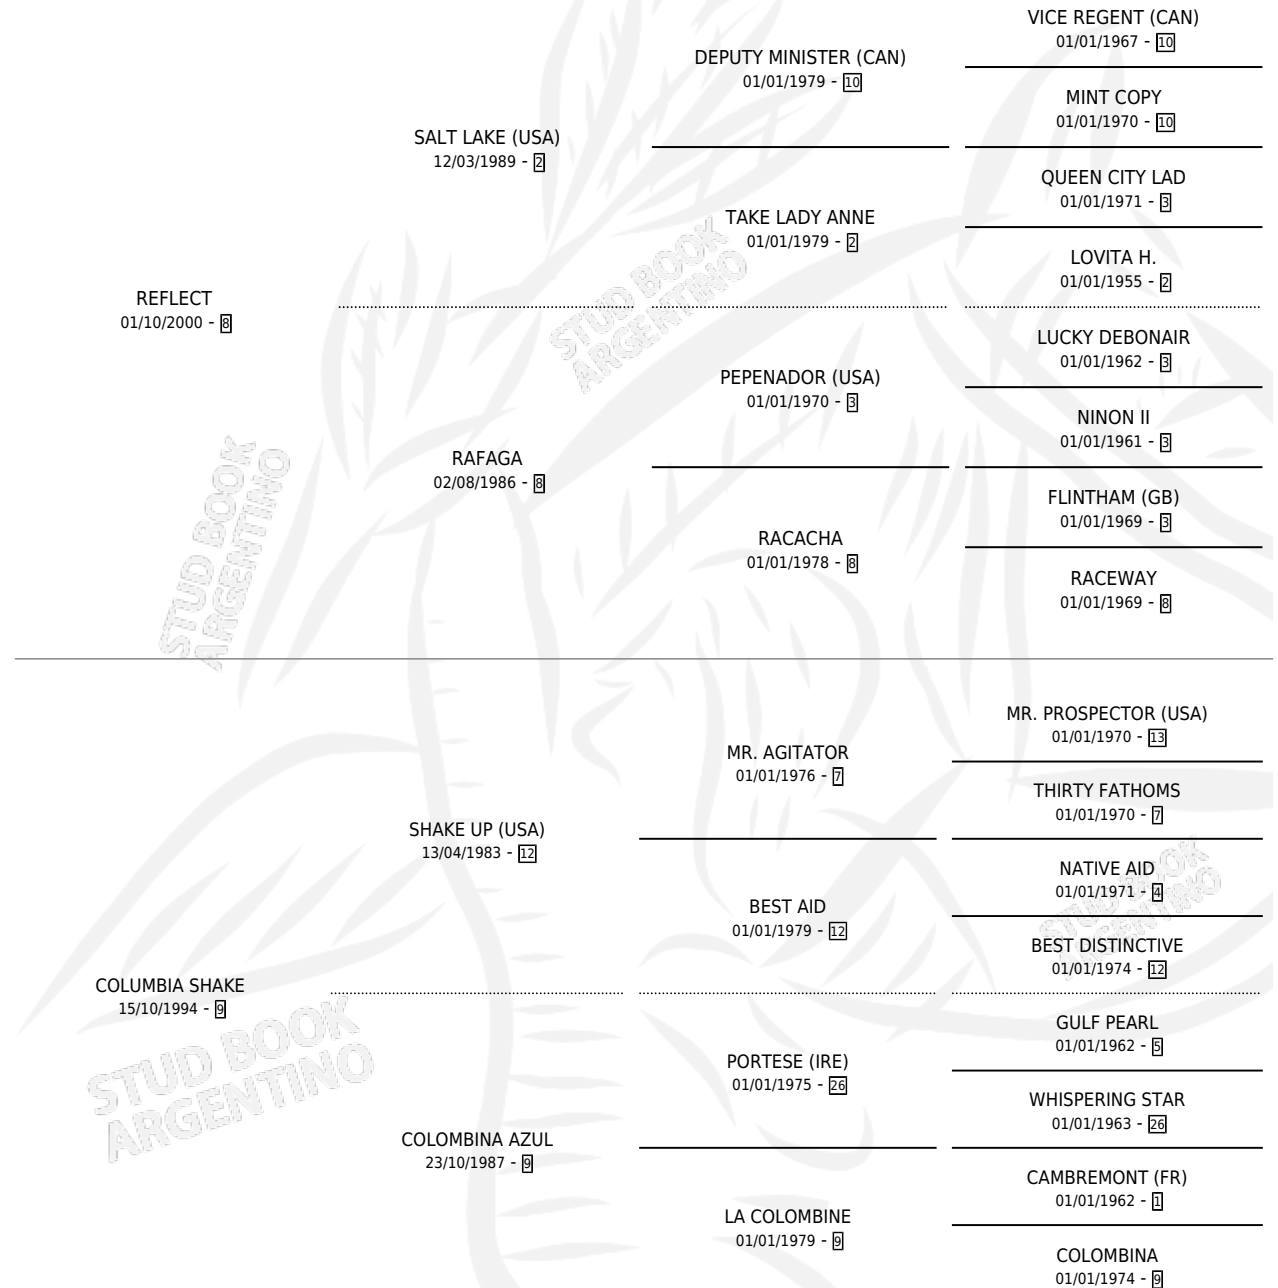 VICE REGENT (CAN)
01/01/1967 - 10
DEPUTY MINISTER (CAN)
01/01/1979 - 10
MINT COPY
01/01/1970 - 10
SALT LAKE (USA)
12/03/1989 - 2
QUEEN CITY LAD
01/01/1971 - 3
TAKE LADY ANNE
01/01/1979 - 2
LOVITA H.
01/01/1955 - 2
REFLECT
01/10/2000 - 8
LUCKY DEBONAIR
01/01/1962 - 3
PEPENADOR (USA)
01/01/1970 - 3
NINON II
01/01/1961 - 3
RAFAGA
02/08/1986 - 8
FLINTHAM (GB)
01/01/1969 - 3
RACACHA
01/01/1978 - 8
RACEWAY
01/01/1969 - 8
STUD BOOK
ARGENTINO
STUD BOOK
ARGENTINO
MR. PROSPECTOR (USA)
01/01/1970 - 13
MR. AGITATOR
01/01/1976 - 7
THIRTY FATHOMS
01/01/1970 - 7
SHAKE UP (USA)
13/04/1983 - 12
NATIVE AID
01/01/1971 - 4
BEST AID
01/01/1979 - 12
BEST DISTINCTIVE
01/01/1974 - 12
COLUMBIA SHAKE
15/10/1994 - 9
GULF PEARL
01/01/1962 - 5
PORTESE (IRE)
01/01/1975 - 26
WHISPERING STAR
01/01/1963 - 26
COLOMBINA AZUL
23/10/1987 - 9
CAMBREMONT (FR)
01/01/1962 - 1
LA COLOMBINE
01/01/1979 - 9
COLOMBINA
01/01/1974 - 9
STUD BOOK
ARGENTINO
STUD BOOK
ARGENTINO